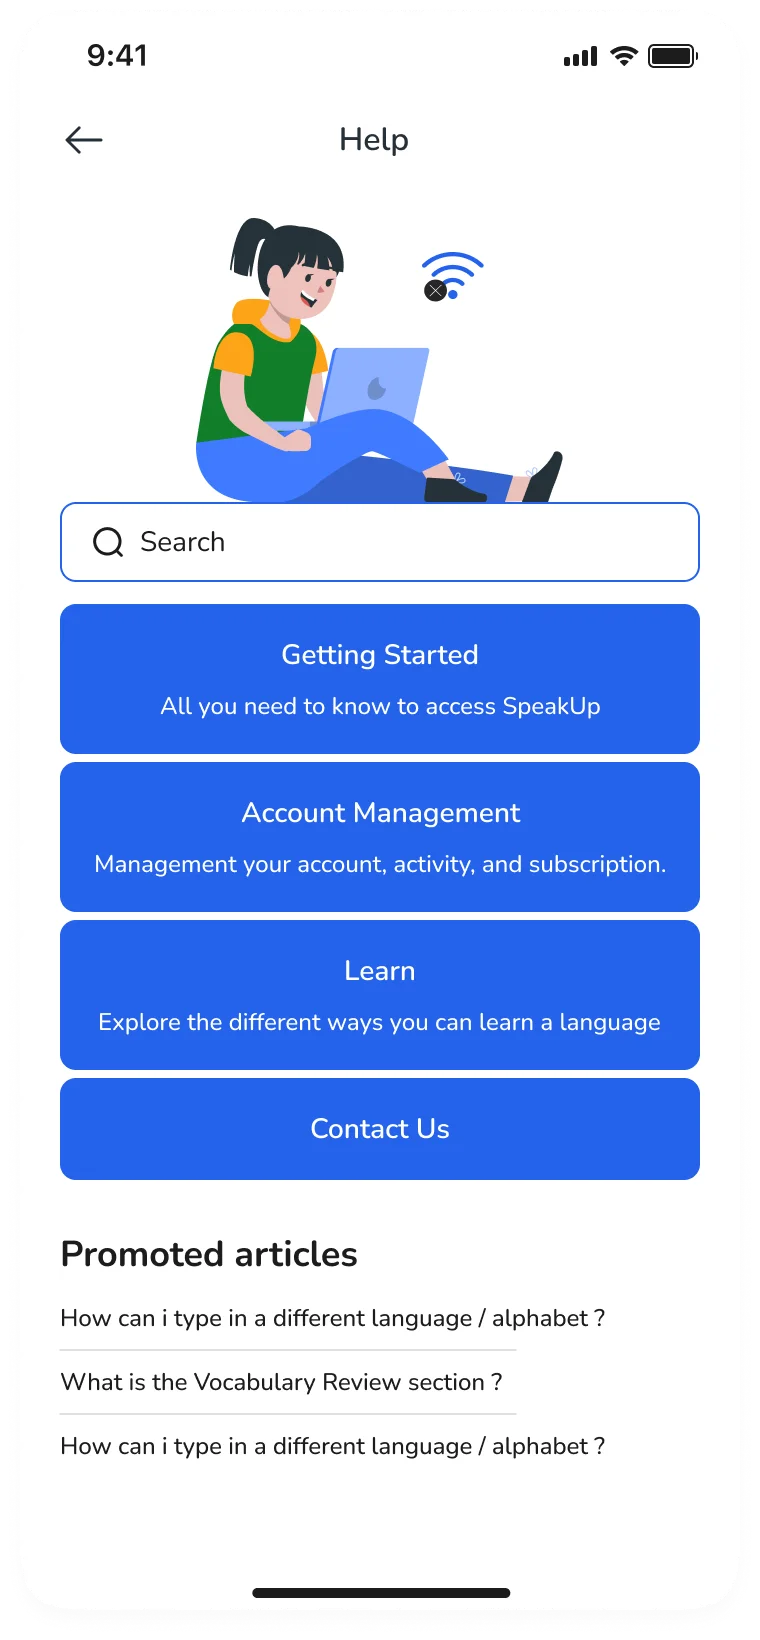 9:41
Help
Search
Getting Started
All you need to know to access SpeakUp
Account Management
Management your account, activity, and subscription.
Learn
Explore the different ways you can learn a language
Contact Us
Promoted articles
How can i type in a different language / alphabet ?
What is the Vocabulary Review section ?
How can i type in a different language / alphabet ?